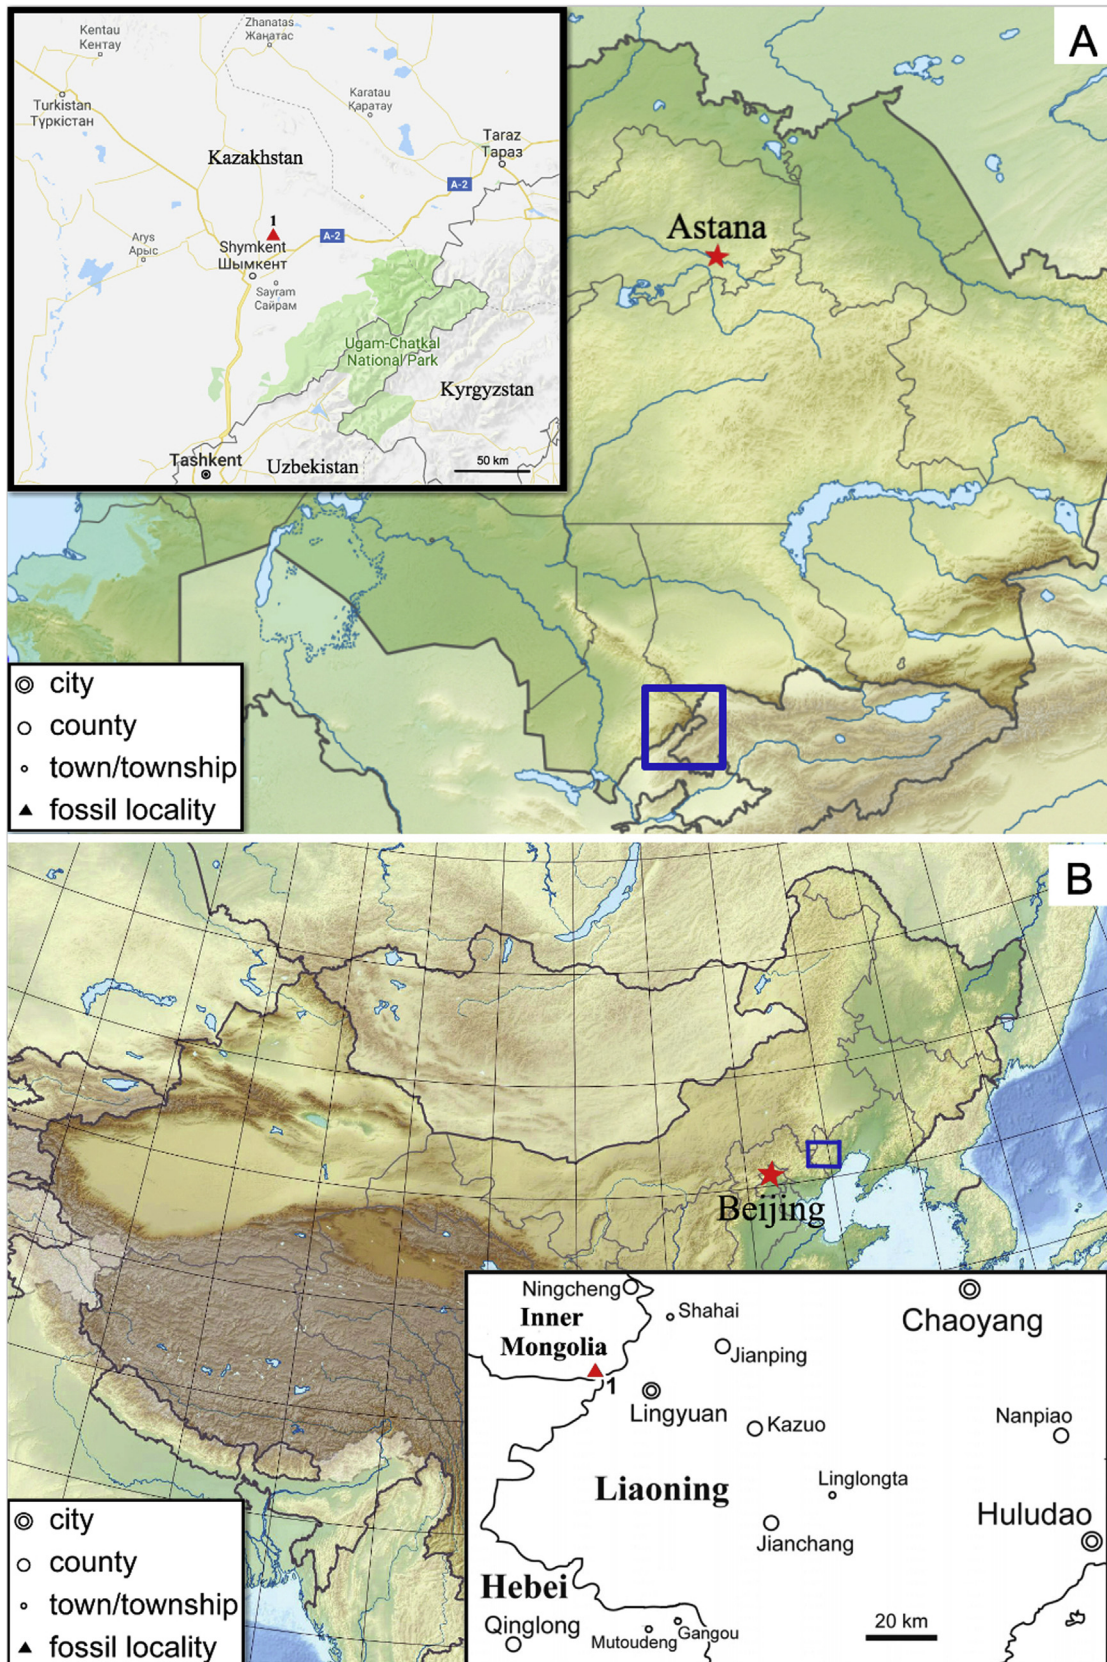 A
Kentau
Кентау
Zhanatas
Жаңатас
Turkistan
Түркістан
Karatau
Қаратау
Taraz
Тараз
Kazakhstan
A-2
1
A-2
Arys
Арыс
Shymkent
Шымкент
Sayram
Сайрам
Ugam-Chatkal
National Park
Kyrgyzstan
Tashkent
Uzbekistan
50 km
Astana
city
county
town/township
fossil locality
B
Beijing
Ningcheng
Inner
Mongolia
Shahai
Chaoyang
Jianping
1
Lingyuan
Kazuo
Nanpiao
Liaoning
Linglongta
Huludao
Jianchang
Hebei
Qinglong
Mutoudeng
Gangou
20 km
city
county
town/township
fossil locality